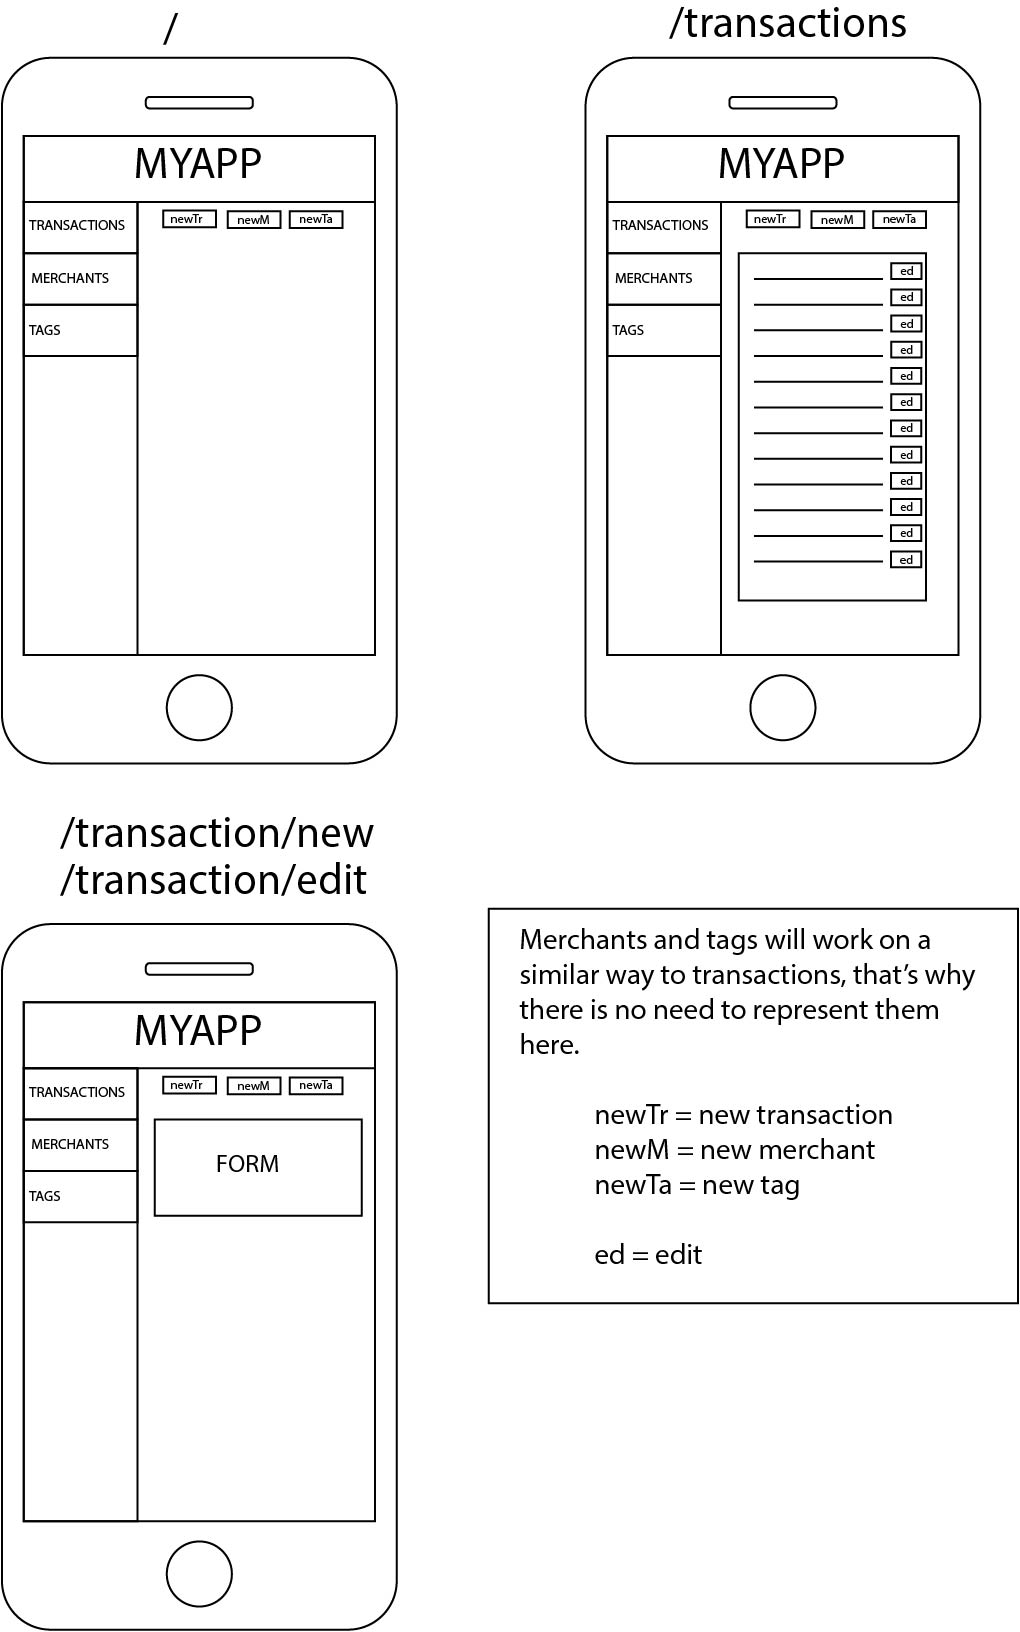 /
MYAPP
TRANSACTIONS
MERCHANTS
TAGS
newTr newM newTa
/transactions
MYAPP
TRANSACTIONS
MERCHANTS
TAGS
newTr newM newTa
ed
ed
ed
ed
ed
ed
ed
ed
ed
ed
ed
ed
/transaction/new
/transaction/edit
MYAPP
TRANSACTIONS
MERCHANTS
TAGS
newTr newM newTa
FORM
Merchants and tags will work on a
similar way to transactions, that's why
there is no need to represent them
here.
newTr = new transaction
newM = new merchant
newTa = new tag
ed = edit